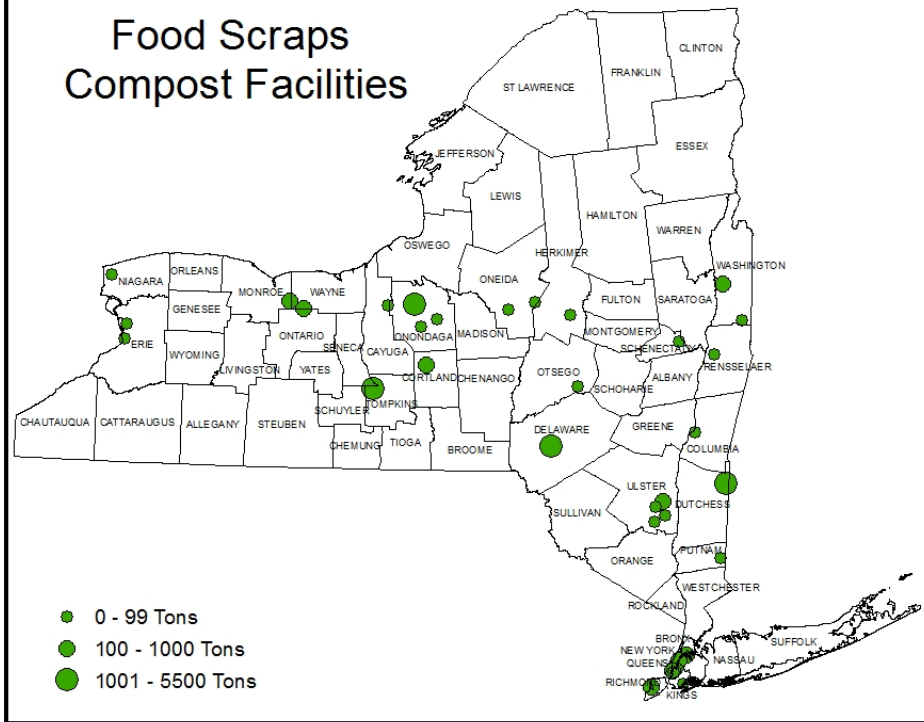 Food Scraps
Compost Facilities
CLINTON
FRANKLIN
ST LAWRENCE
ESSEX
JEFFERSON
LEWIS
HAMILTON
WARREN
OSWEGO
HERKIMER
WASHINGTON
ONEIDA
ORLEANS
NIAGARA
MONROE
WAYNE
FULTON
SARATOGA
GENESEE
ONTARIO
ONONDAGA
MADISON
MONTGOMERY
ERIE
SENECA
CAYUGA
SCHENECTADY
WYOMING
LIVINGSTON
YATES
CORTLAND
CHENANGO
OTSEGO
SCHOHARIE
ALBANY
RENSSELAER
TOMPKINS
SCHUYLER
CHAUTAUQUA
CATTARAUGUS
ALLEGANY
STEUBEN
CHEMUNG
TIOGA
BROOME
DELAWARE
GREENE
COLUMBIA
ULSTER
DUTCHESS
SULLIVAN
PUTNAM
ORANGE
WESTCHESTER
ROCKLAND
BRONX
NEW YORK
QUEENS
NASSAU
SUFFOLK
RICHMOND
KINGS
0 - 99 Tons
100 - 1000 Tons
1001 - 5500 Tons